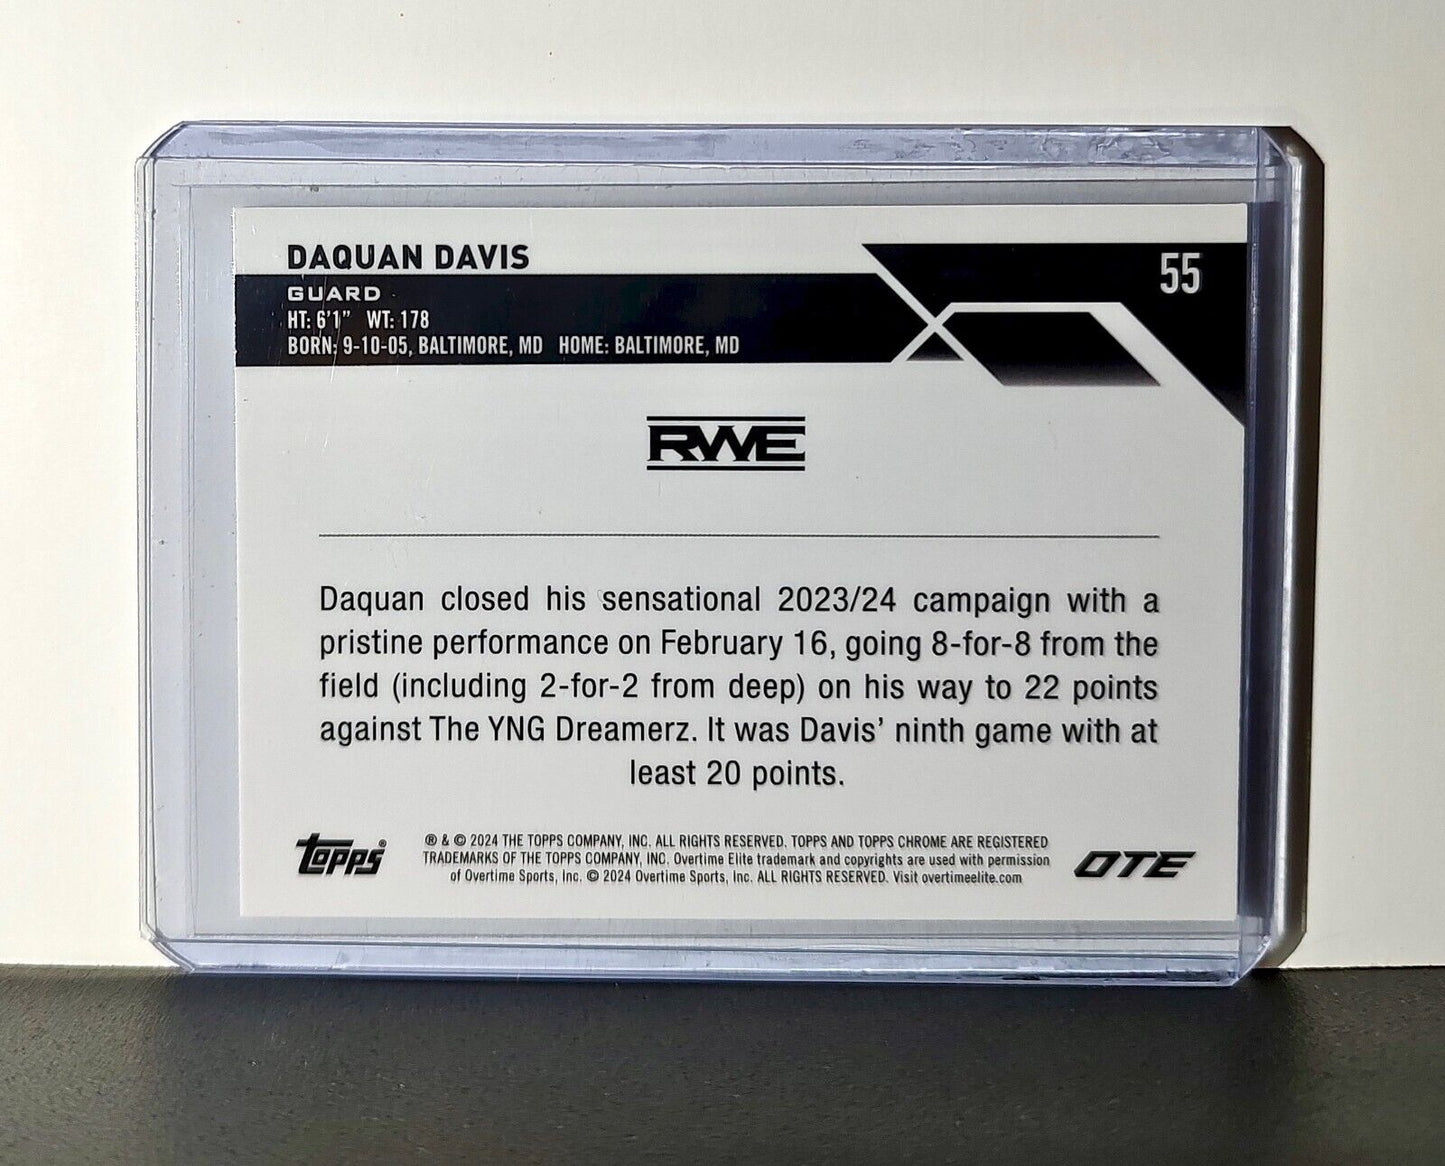 DAQUAN DAVIS
55
GUARD
HT: 6'1" WT: 178
BORN: 9-10-05, BALTIMORE, MD HOME: BALTIMORE, MD
RWE
Daquan closed his sensational 2023/24 campaign with a
pristine performance on February 16, going 8-for-8 from the
field (including 2-for-2 from deep) on his way to 22 points
against The YNG Dreamerz. It was Davis' ninth game with at
least 20 points.
topps®
® & © 2024 THE TOPPS COMPANY, INC. ALL RIGHTS RESERVED. TOPPS AND TOPPS CHROME ARE REGISTERED
TRADEMARKS OF THE TOPPS COMPANY, INC. Overtime Elite trademark and copyrights are used with permission
of Overtime Sports, Inc. © 2024 Overtime Sports, Inc. ALL RIGHTS RESERVED. Visit overtimeelite.com
OTE